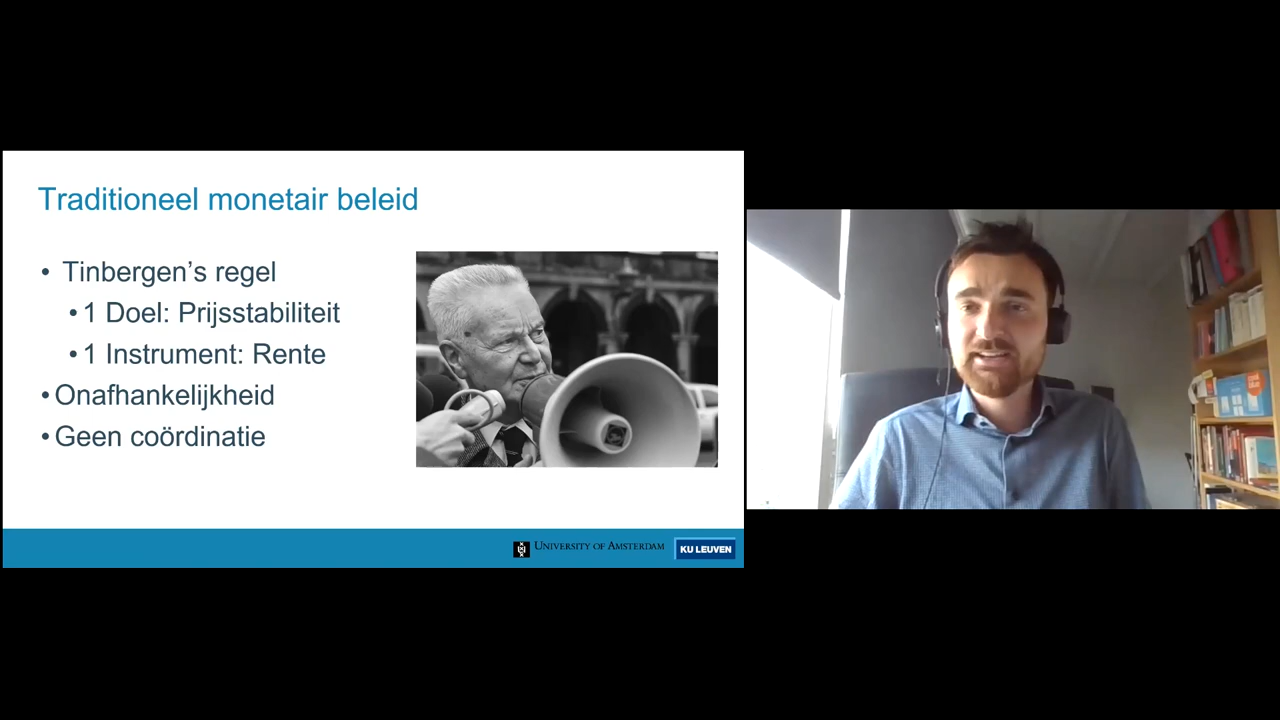 Traditioneel monetair beleid
• Tinbergen’s regel
• 1 Doel: Prijsstabiliteit
• 1 Instrument: Rente
• Onafhankelijkheid
• Geen coördinatie
UNIVERSITY OF AMSTERDAM
KU LEUVEN